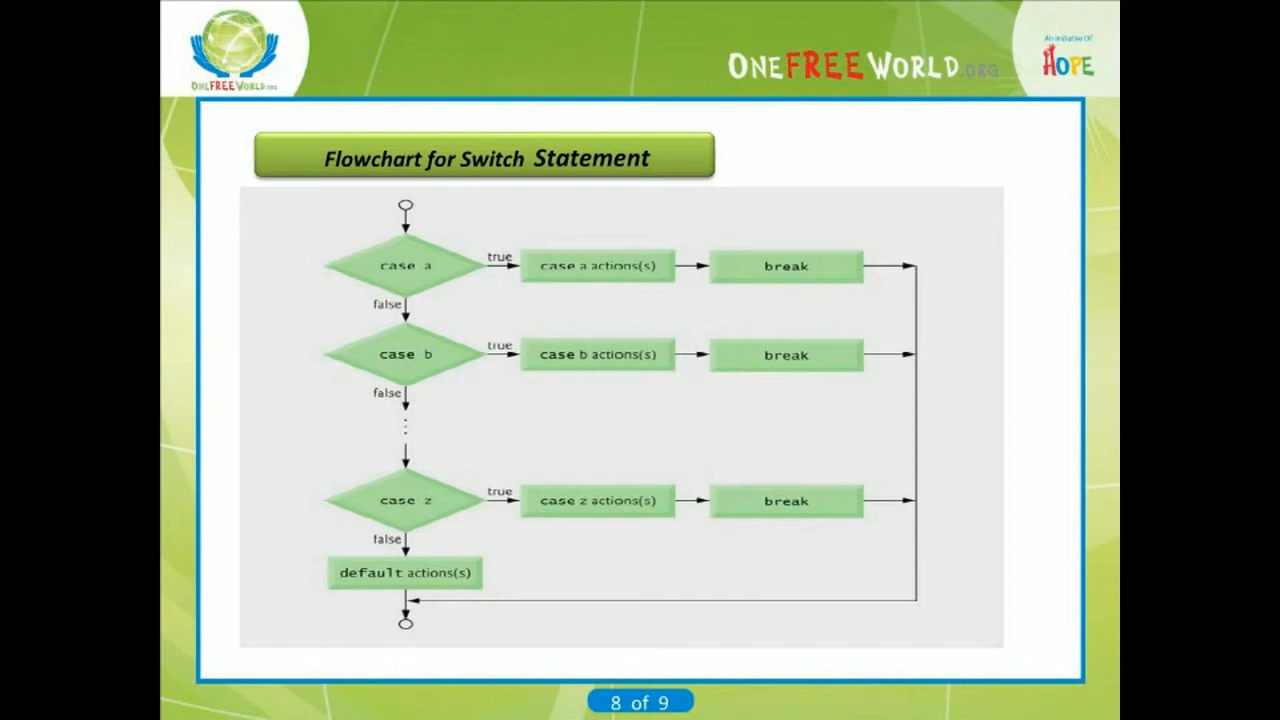 ONEFREEWORLD.ORG
ONEFREEWORLD.ORG
An Initiative Of
HOPE
Flowchart for Switch Statement
case a
true
case a actions(s)
break
false
case b
true
case b actions(s)
break
false
case z
true
case z actions(s)
break
false
default actions(s)
8 of 9